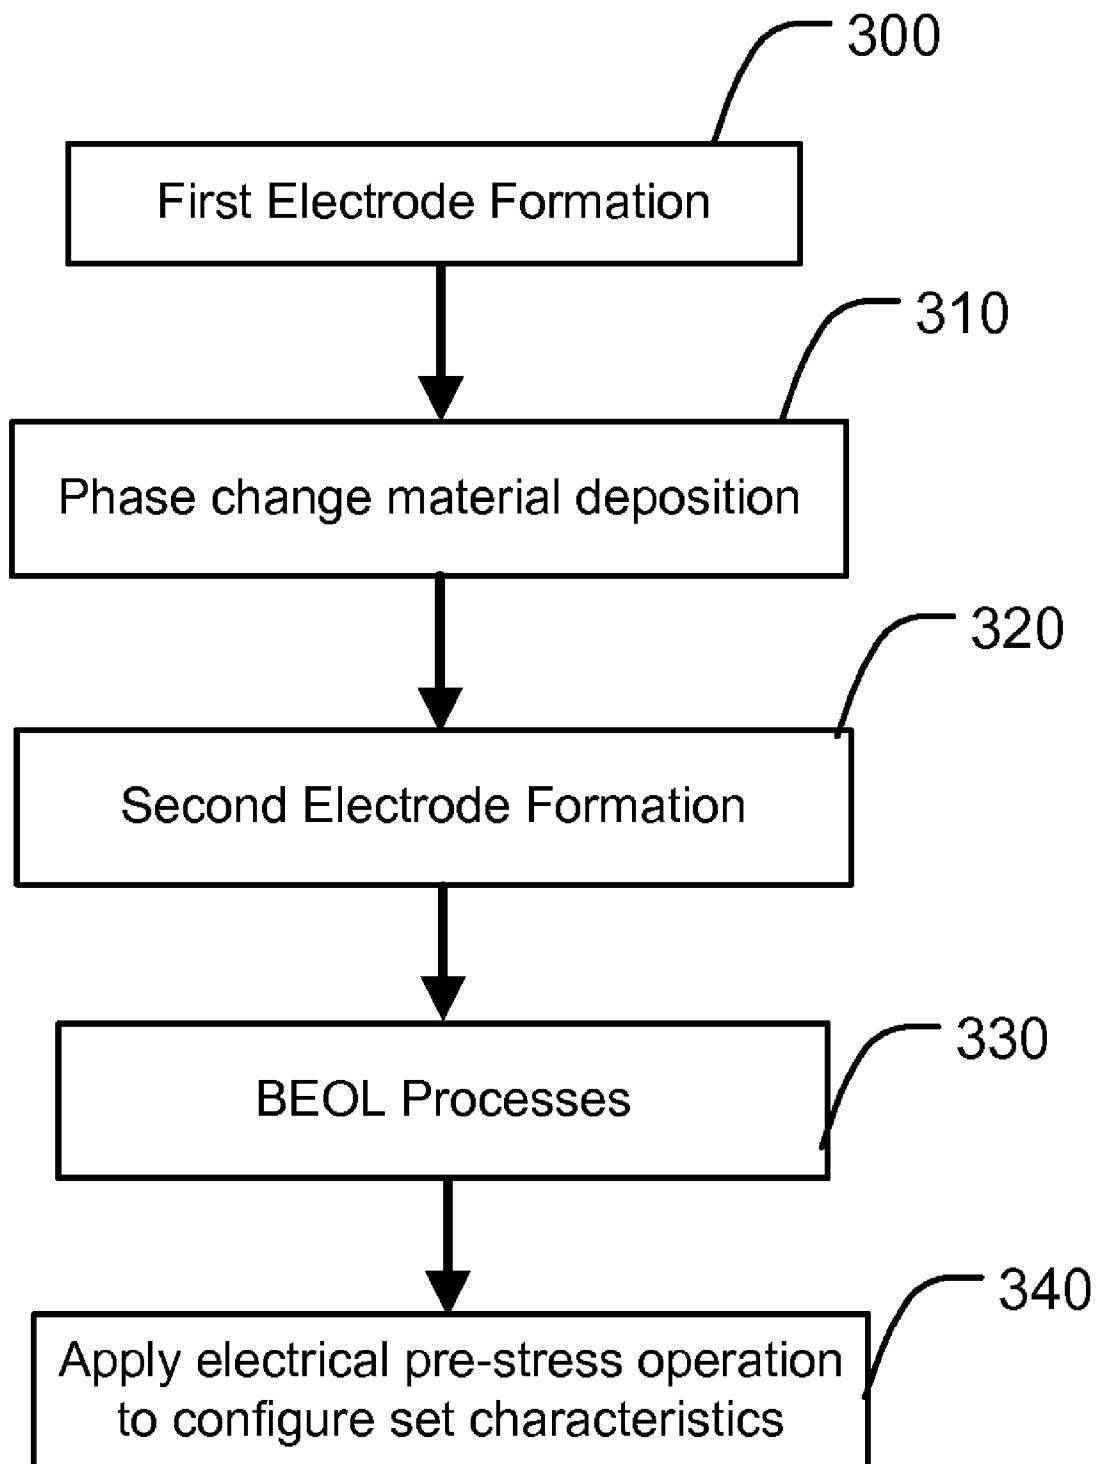 300
First Electrode Formation
310
Phase change material deposition
320
Second Electrode Formation
330
BEOL Processes
340
Apply electrical pre-stress operation
to configure set characteristics